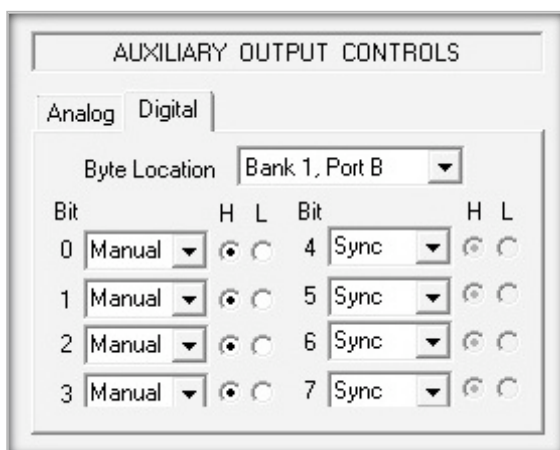 AUXILIARY OUTPUT CONTROLS
Analog Digital
Byte Location Bank 1, Port B
Bit H L Bit H L
0 Manual 4 Sync
1 Manual 5 Sync
2 Manual 6 Sync
3 Manual 7 Sync